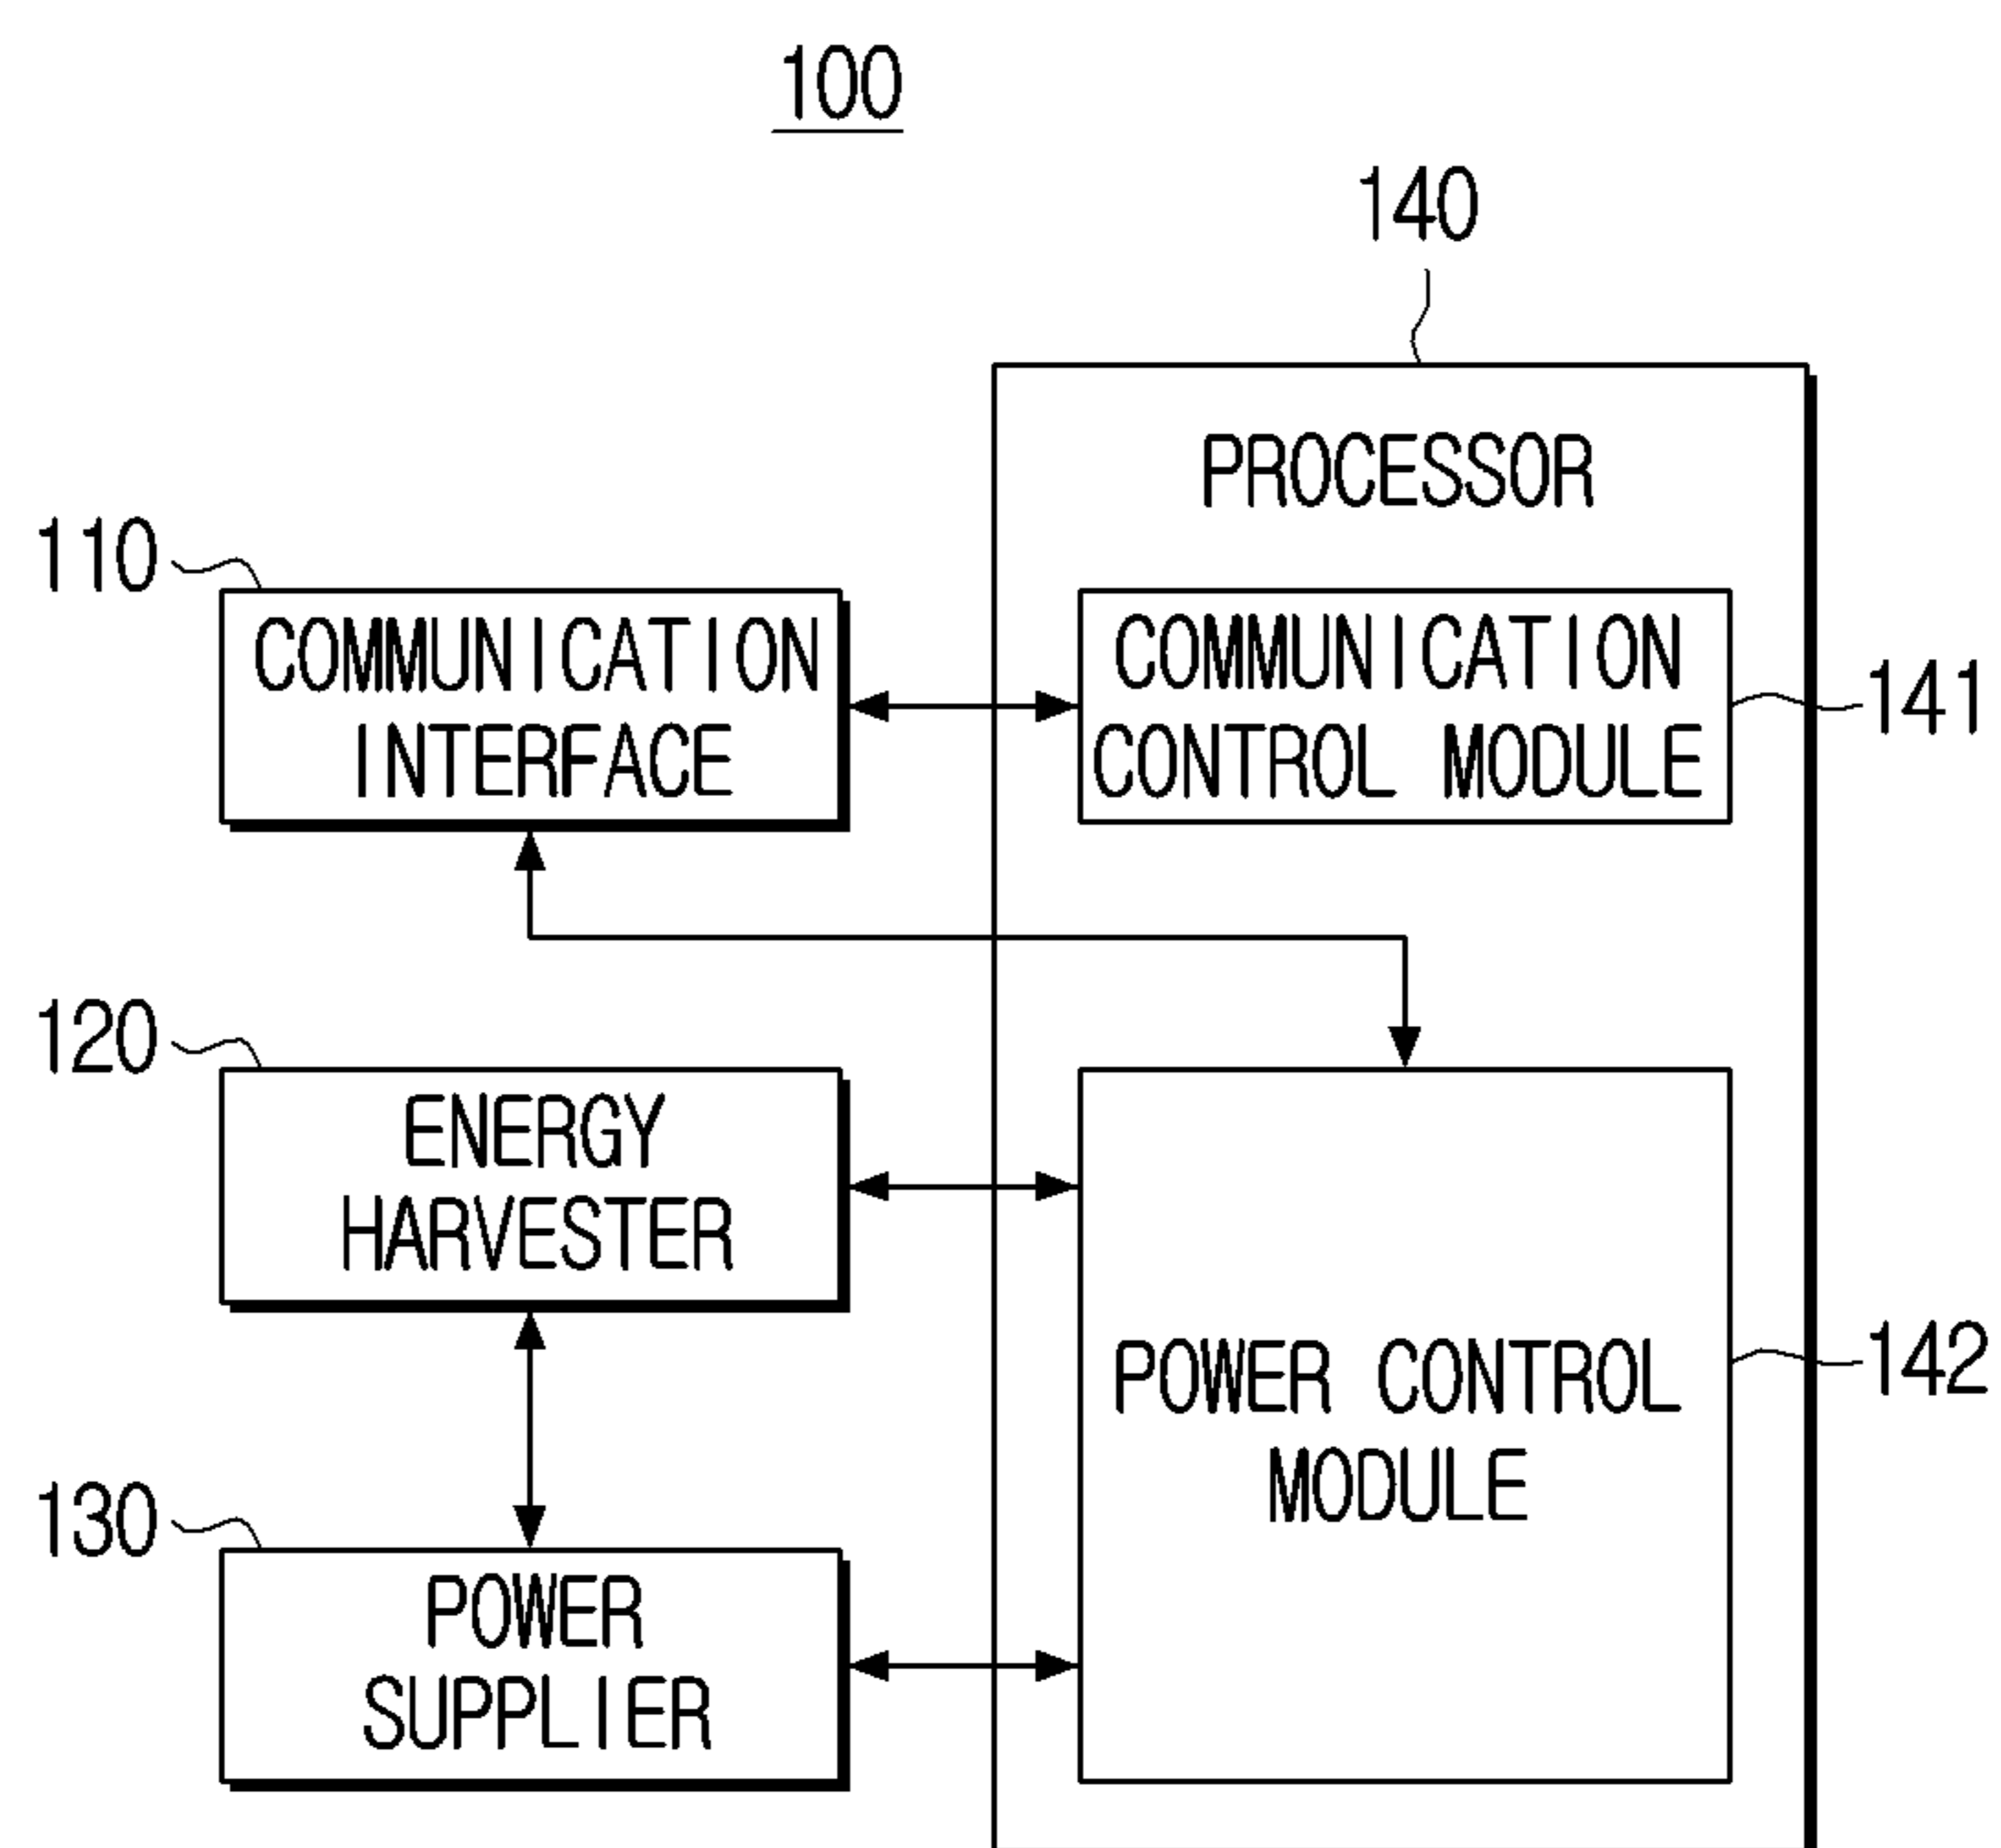 100
140
PROCESSOR
110
COMMUNICATION
INTERFACE
COMMUNICATION
CONTROL MODULE
141
120
ENERGY
HARVESTER
POWER CONTROL
MODULE
142
130
POWER
SUPPLIER